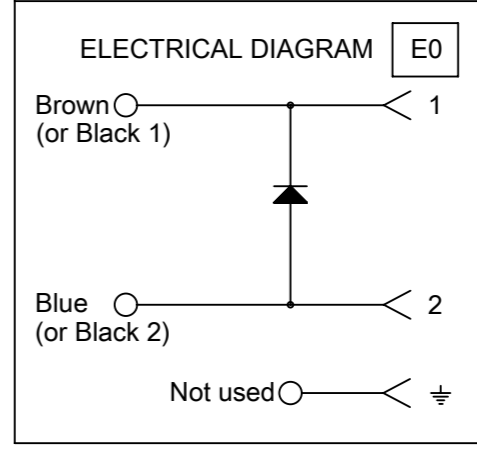 ELECTRICAL DIAGRAM E0
Brown 1
(or Black 1)
Blue 2
(or Black 2)
Not used